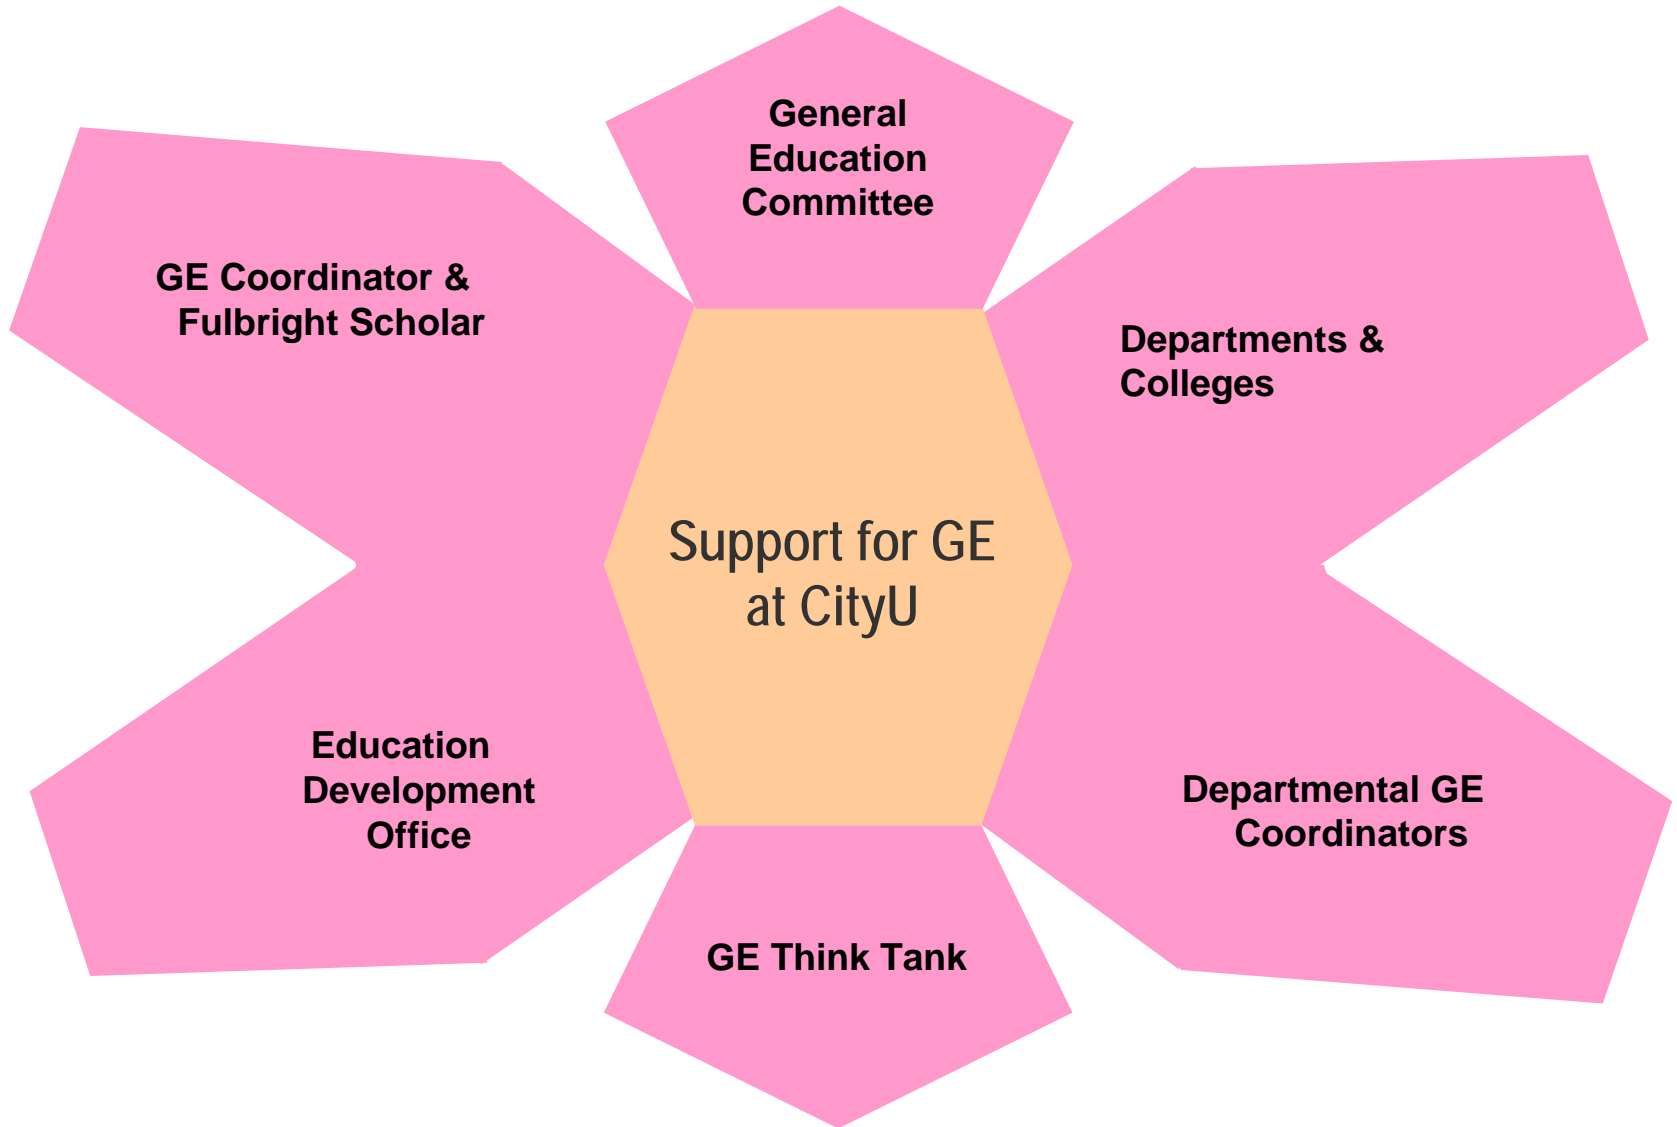 General
Education
Committee
GE Coordinator &
Fulbright Scholar
Departments &
Colleges
Support for GE
at CityU
Education
Development
Office
Departmental GE
Coordinators
GE Think Tank